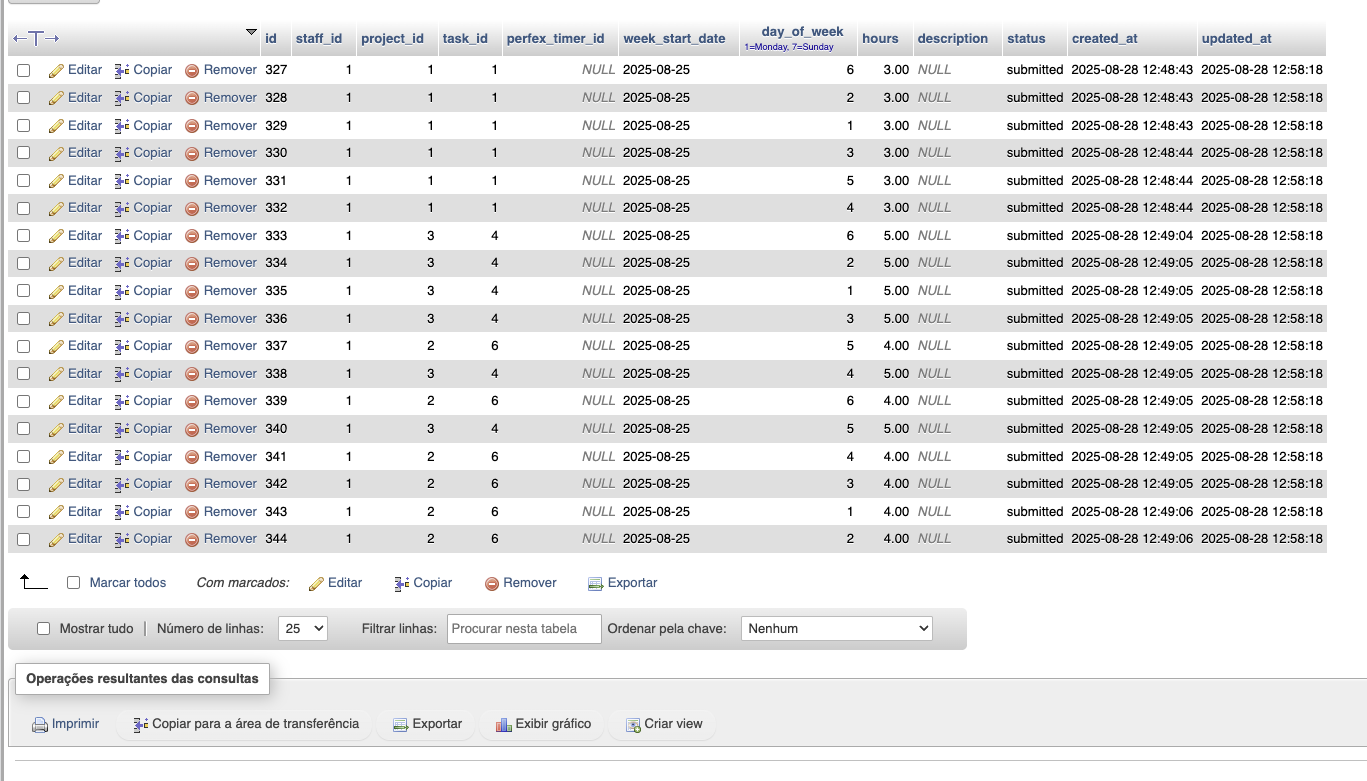 ←T→ id staff_id project_id task_id perfex_timer_id week_start_date day_of_week hours description status created_at updated_at
1=Monday, 7=Sunday
Editar Copiar Remover 327 1 1 1 NULL 2025-08-25 6 3.00 NULL submitted 2025-08-28 12:48:43 2025-08-28 12:58:18
Editar Copiar Remover 328 1 1 1 NULL 2025-08-25 2 3.00 NULL submitted 2025-08-28 12:48:43 2025-08-28 12:58:18
Editar Copiar Remover 329 1 1 1 NULL 2025-08-25 1 3.00 NULL submitted 2025-08-28 12:48:43 2025-08-28 12:58:18
Editar Copiar Remover 330 1 1 1 NULL 2025-08-25 3 3.00 NULL submitted 2025-08-28 12:48:44 2025-08-28 12:58:18
Editar Copiar Remover 331 1 1 1 NULL 2025-08-25 5 3.00 NULL submitted 2025-08-28 12:48:44 2025-08-28 12:58:18
Editar Copiar Remover 332 1 1 1 NULL 2025-08-25 4 3.00 NULL submitted 2025-08-28 12:48:44 2025-08-28 12:58:18
Editar Copiar Remover 333 1 3 4 NULL 2025-08-25 6 5.00 NULL submitted 2025-08-28 12:49:04 2025-08-28 12:58:18
Editar Copiar Remover 334 1 3 4 NULL 2025-08-25 2 5.00 NULL submitted 2025-08-28 12:49:05 2025-08-28 12:58:18
Editar Copiar Remover 335 1 3 4 NULL 2025-08-25 1 5.00 NULL submitted 2025-08-28 12:49:05 2025-08-28 12:58:18
Editar Copiar Remover 336 1 3 4 NULL 2025-08-25 3 5.00 NULL submitted 2025-08-28 12:49:05 2025-08-28 12:58:18
Editar Copiar Remover 337 1 2 6 NULL 2025-08-25 5 4.00 NULL submitted 2025-08-28 12:49:05 2025-08-28 12:58:18
Editar Copiar Remover 338 1 3 4 NULL 2025-08-25 4 5.00 NULL submitted 2025-08-28 12:49:05 2025-08-28 12:58:18
Editar Copiar Remover 339 1 2 6 NULL 2025-08-25 6 4.00 NULL submitted 2025-08-28 12:49:05 2025-08-28 12:58:18
Editar Copiar Remover 340 1 3 4 NULL 2025-08-25 5 5.00 NULL submitted 2025-08-28 12:49:05 2025-08-28 12:58:18
Editar Copiar Remover 341 1 2 6 NULL 2025-08-25 4 4.00 NULL submitted 2025-08-28 12:49:05 2025-08-28 12:58:18
Editar Copiar Remover 342 1 2 6 NULL 2025-08-25 3 4.00 NULL submitted 2025-08-28 12:49:05 2025-08-28 12:58:18
Editar Copiar Remover 343 1 2 6 NULL 2025-08-25 1 4.00 NULL submitted 2025-08-28 12:49:06 2025-08-28 12:58:18
Editar Copiar Remover 344 1 2 6 NULL 2025-08-25 2 4.00 NULL submitted 2025-08-28 12:49:06 2025-08-28 12:58:18
Marcar todos Com marcados: Editar Copiar Remover Exportar
Mostrar tudo | Número de linhas: 25 Filtrar linhas: Procurar nesta tabela Ordenar pela chave: Nenhum
Operações resultantes das consultas
Imprimir Copiar para a área de transferência Exportar Exibir gráfico Criar view